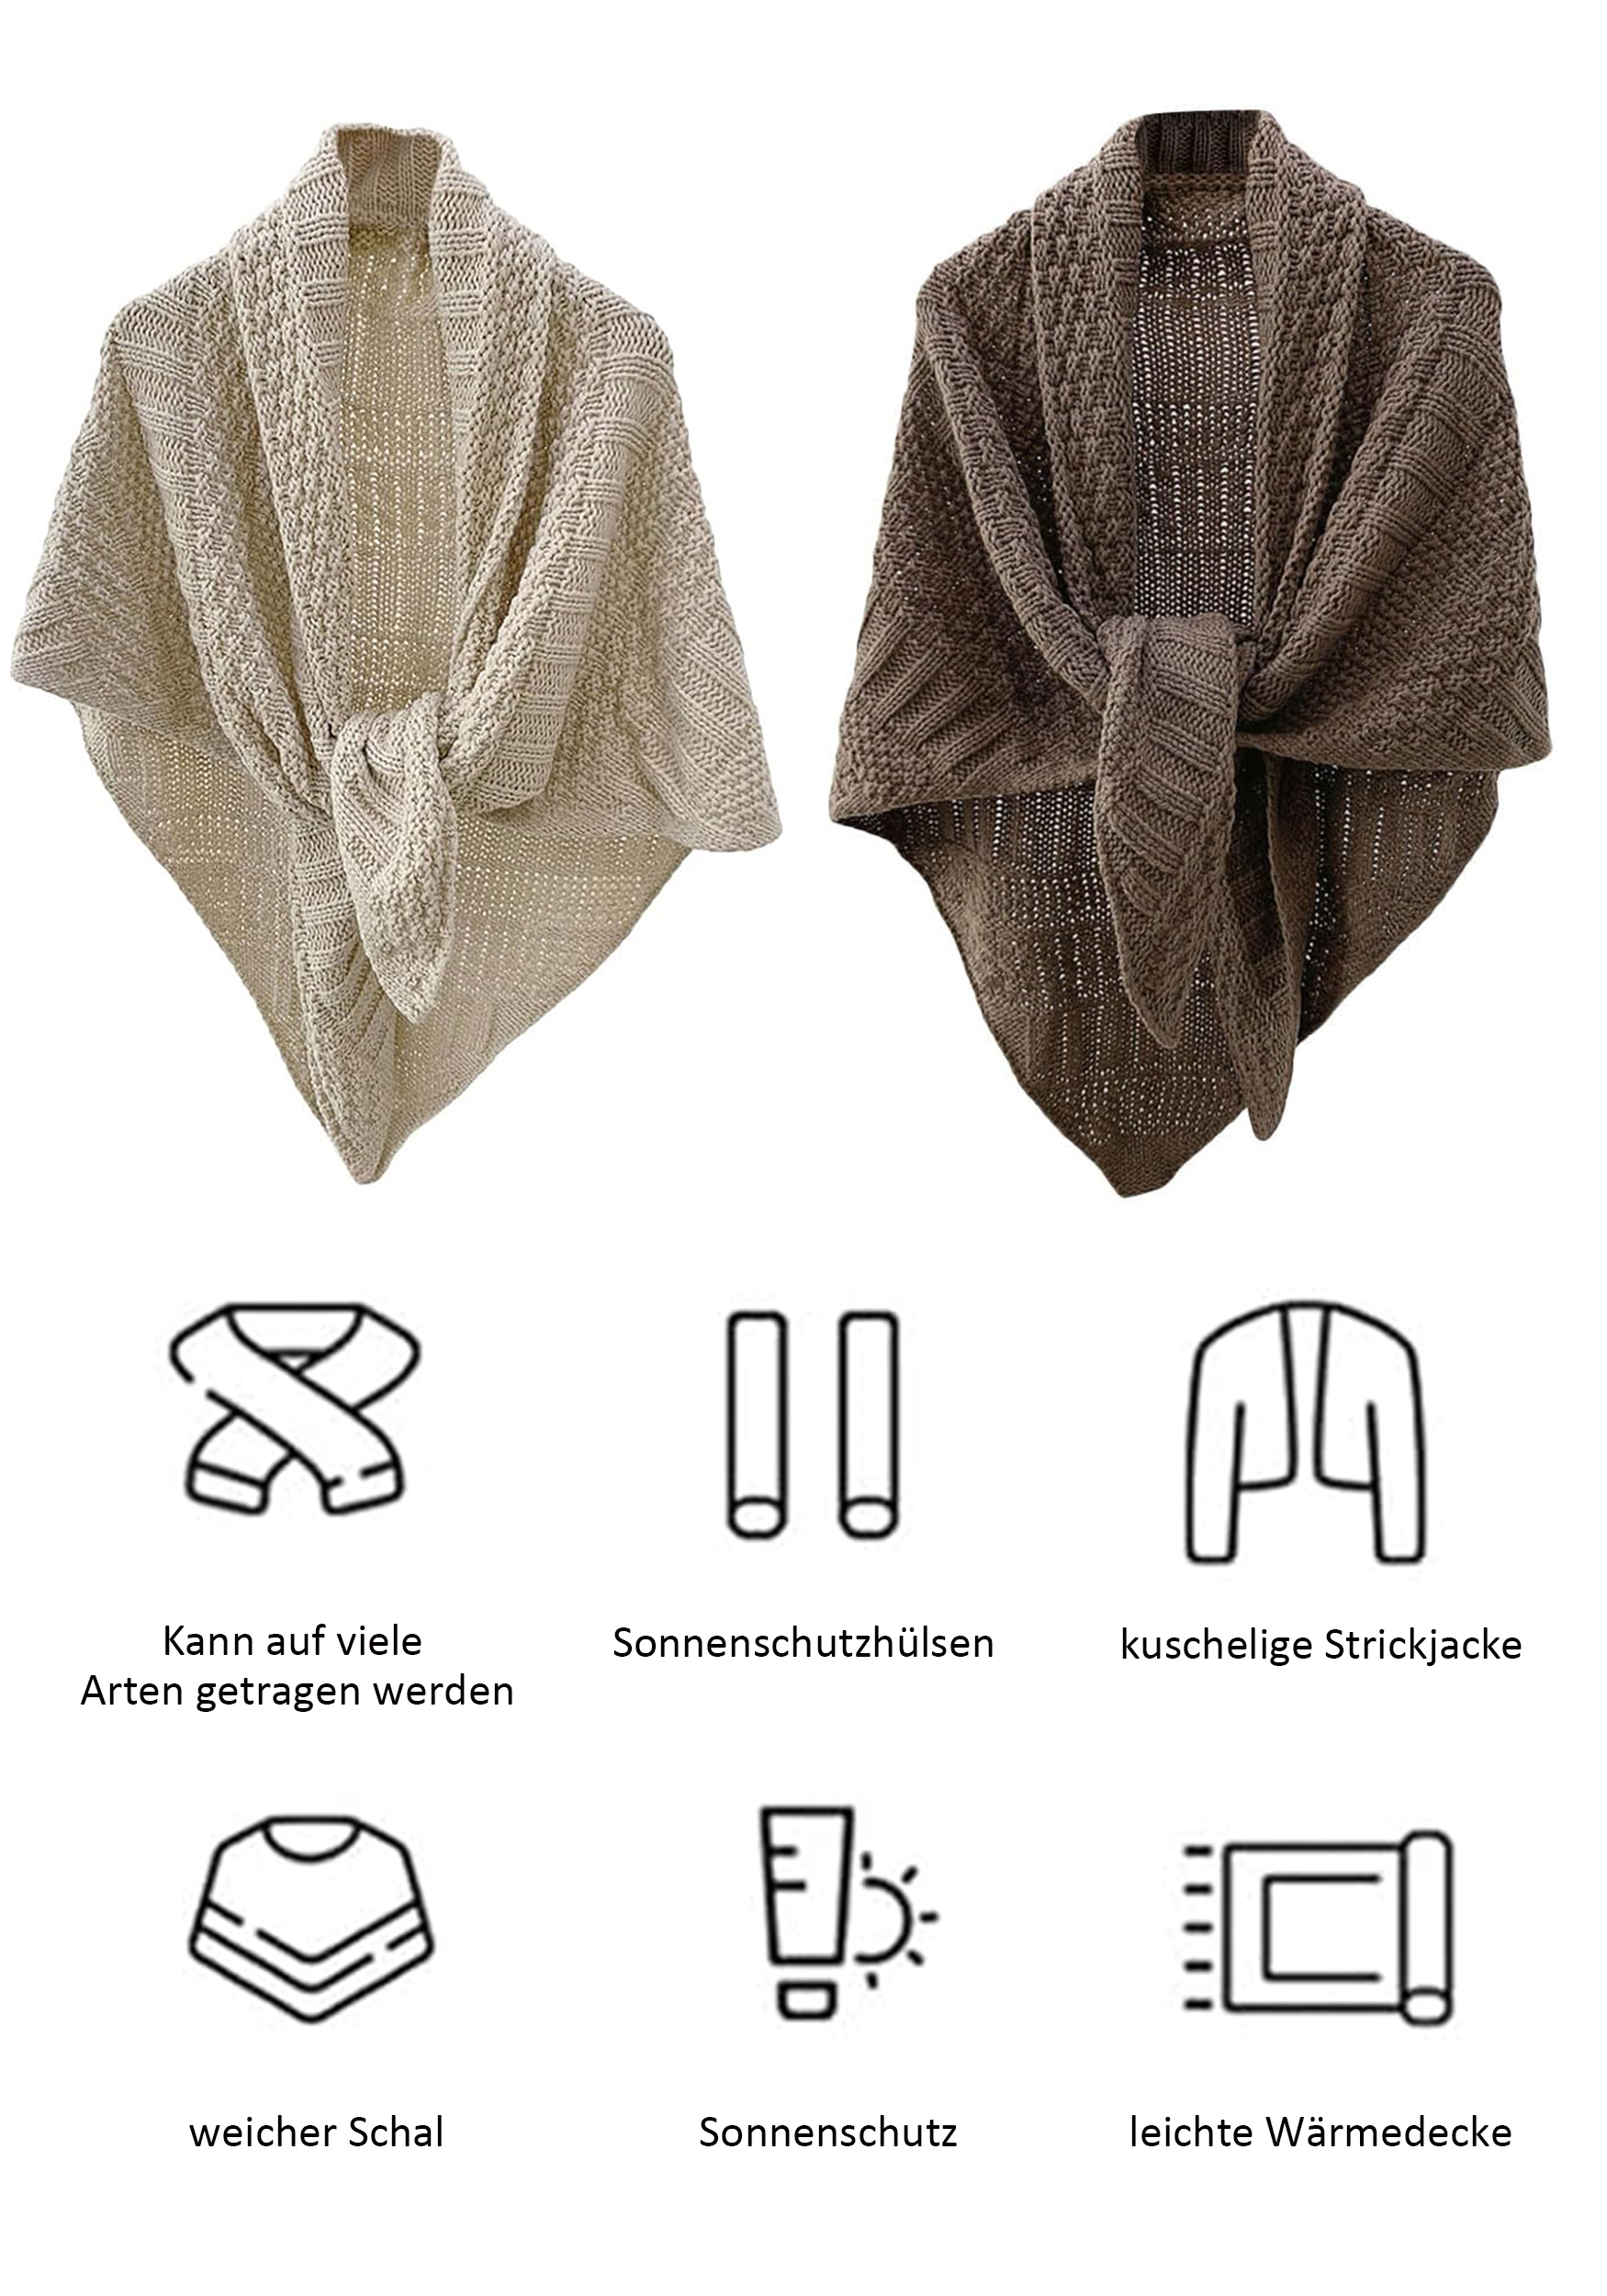 Kann auf viele
Arten getragen werden
Sonnenschutzhülsen
kuschelige Strickjacke
weicher Schal
Sonnenschutz
leichte Wärmedecke